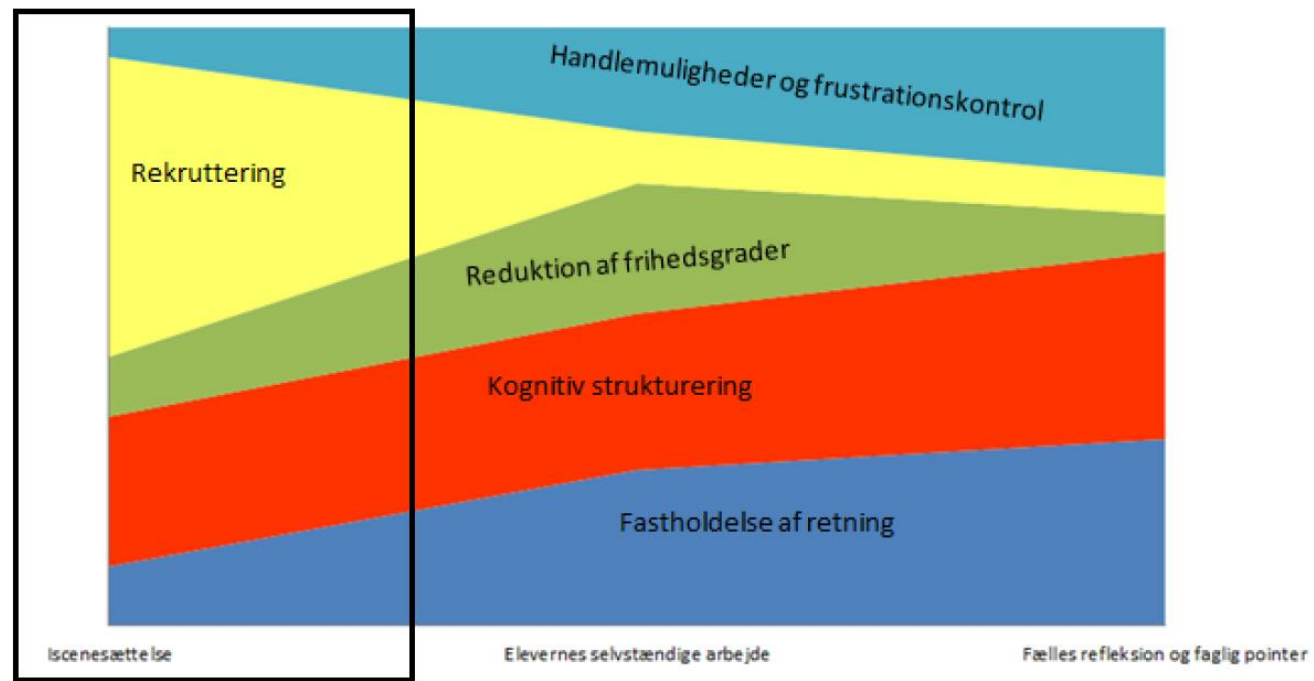 Handlemuligheder og frustrationskontrol
Rekruttering
Reduktion af frihedsgrader
Kognitiv strukturering
Fastholdelse af retning
Iscenesættelse
Elevernes selvstændige arbejde
Fælles refleksion og faglig pointer